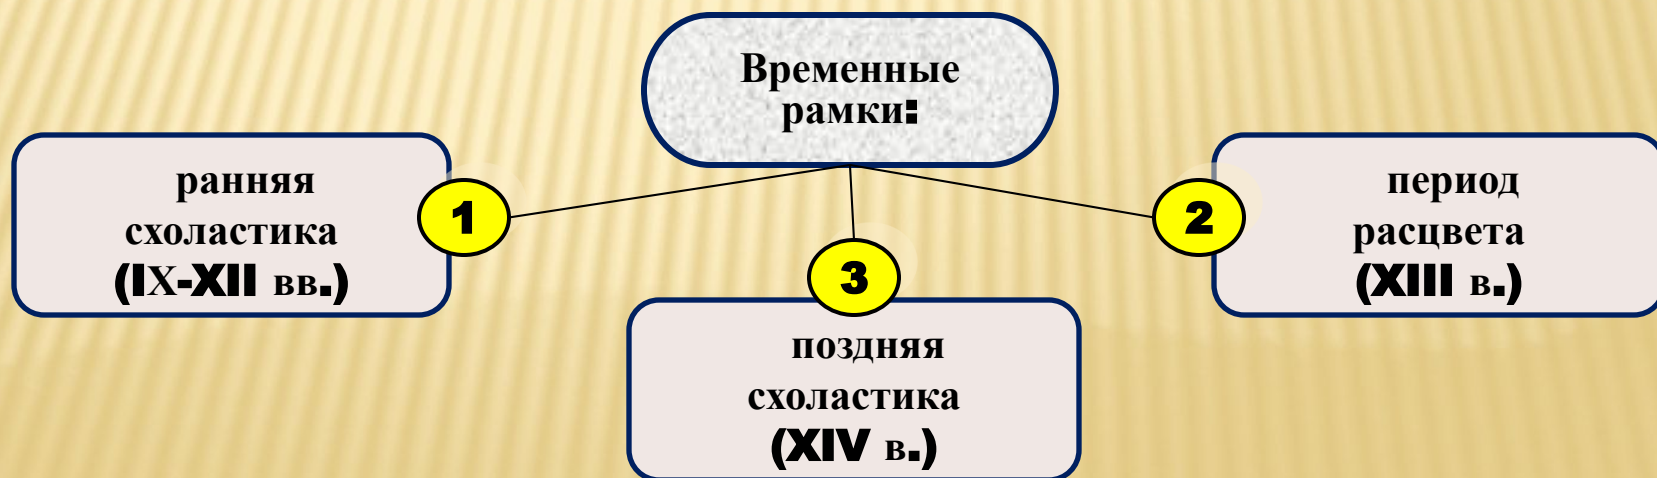 Временные
рамки:
1
ранняя
схоластика
(IX-XII вв.)
2
период
расцвета
(XIII в.)
3
поздняя
схоластика
(XIV в.)